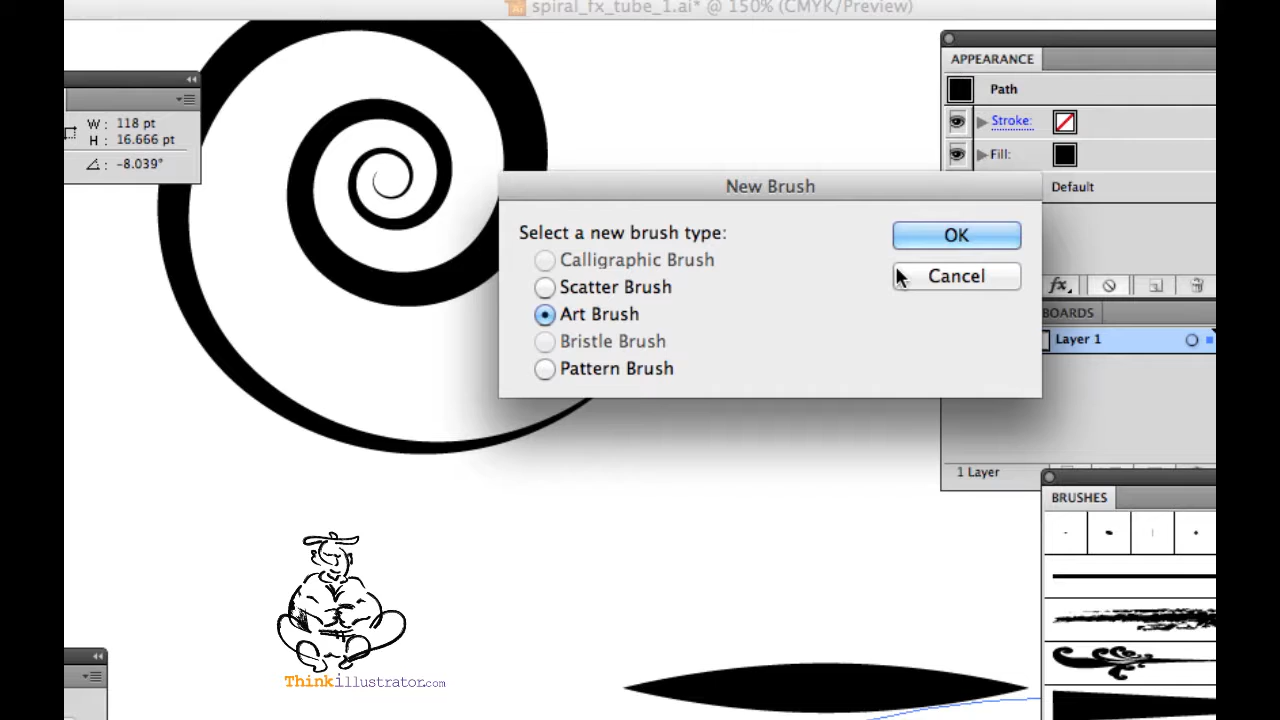 spiral_fx_tube_1.ai* @ 150% (CMYK/Preview)
APPEARANCE
Path
W: 118 pt
H: 16.666 pt
Stroke:
-8.039°
Fill:
New Brush
Default
Select a new brush type:
OK
Calligraphic Brush
Cancel
Scatter Brush
fx
Art Brush
BOARDS
Layer 1
Bristle Brush
Pattern Brush
1 Layer
BRUSHES
Thinkillustrator.com